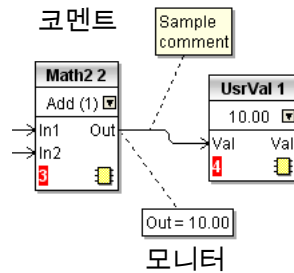 코멘트
Sample
comment
Math2 2
Add (1)
In1 Out
In2
3
UsrVal 1
10.00
Val Val
4
Out = 10.00
모니터